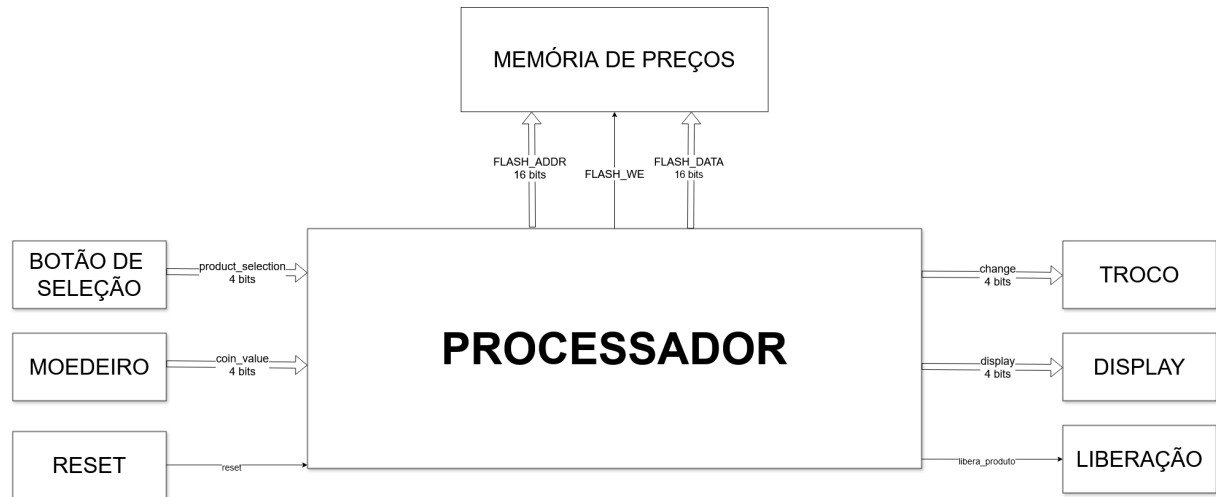 MEMÓRIA DE PREÇOS
FLASH_ADDR
16 bits
FLASH_WE
FLASH_DATA
16 bits
BOTÃO DE
SELEÇÃO
product_selection
4 bits
MOEDEIRO
coin_value
4 bits
RESET
reset
PROCESSADOR
change
4 bits
TROCO
display
4 bits
DISPLAY
libera_produto
LIBERAÇÃO